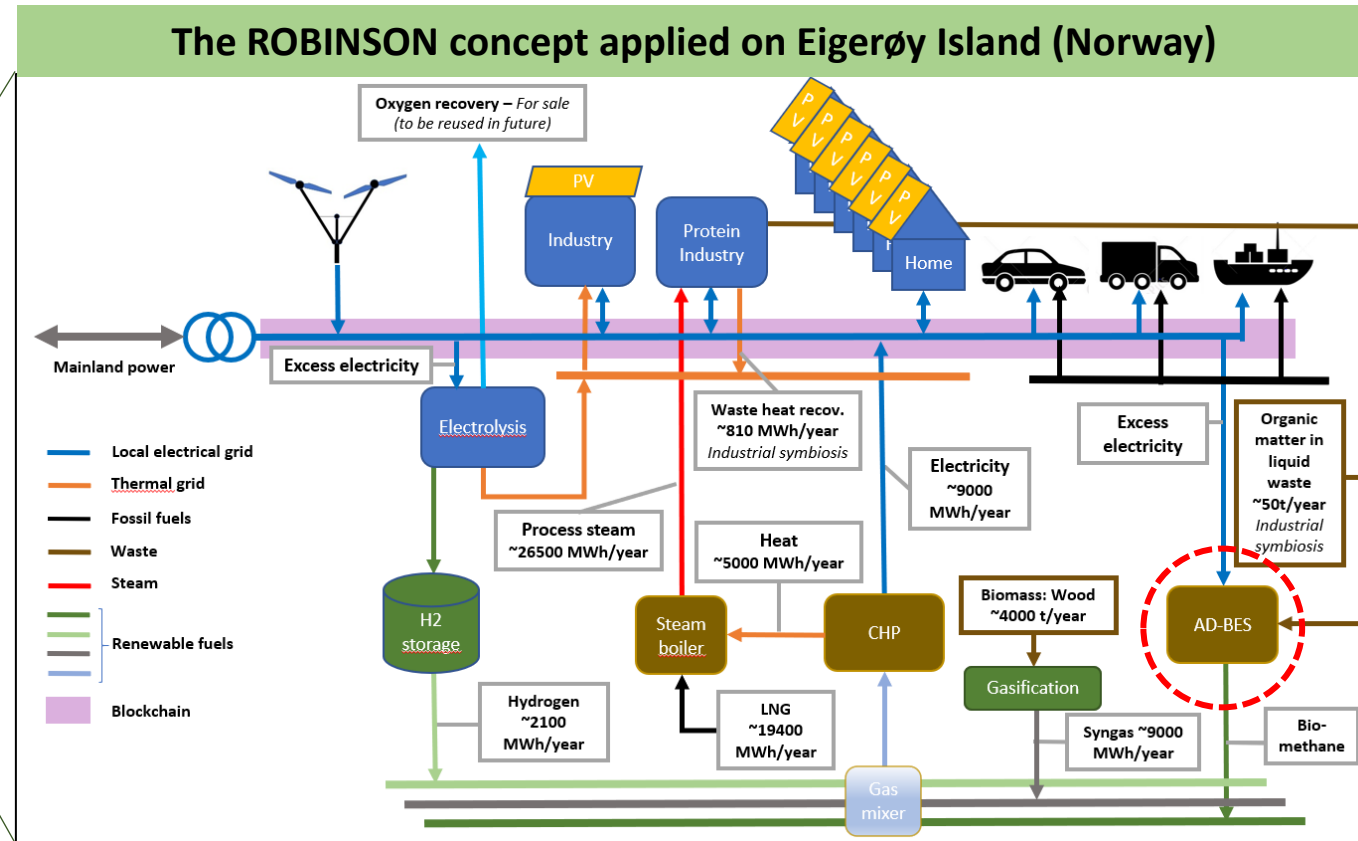 The ROBINSON concept applied on Eigerøy Island (Norway)
Oxygen recovery – For sale
(to be reused in future)
P
V
P
V
P
V
P
V
P
V
P
V
PV
Industry
Protein
Industry
Home
Mainland power
Excess electricity
Electrolysis
Waste heat recov.
~810 MWh/year
Industrial symbiosis
Excess
electricity
Organic
matter in
liquid
waste
~50t/year
Industrial
symbiosis
Local electrical grid
Thermal grid
Fossil fuels
Waste
Steam
Renewable fuels
Blockchain
Electricity
~9000
MWh/year
Process steam
~26500 MWh/year
Heat
~5000 MWh/year
H2
storage
Steam
boiler
CHP
Biomass: Wood
~4000 t/year
AD-BES
Gasification
Hydrogen
~2100
MWh/year
LNG
~19400
MWh/year
Syngas ~9000
MWh/year
Bio-
methane
Gas
mixer